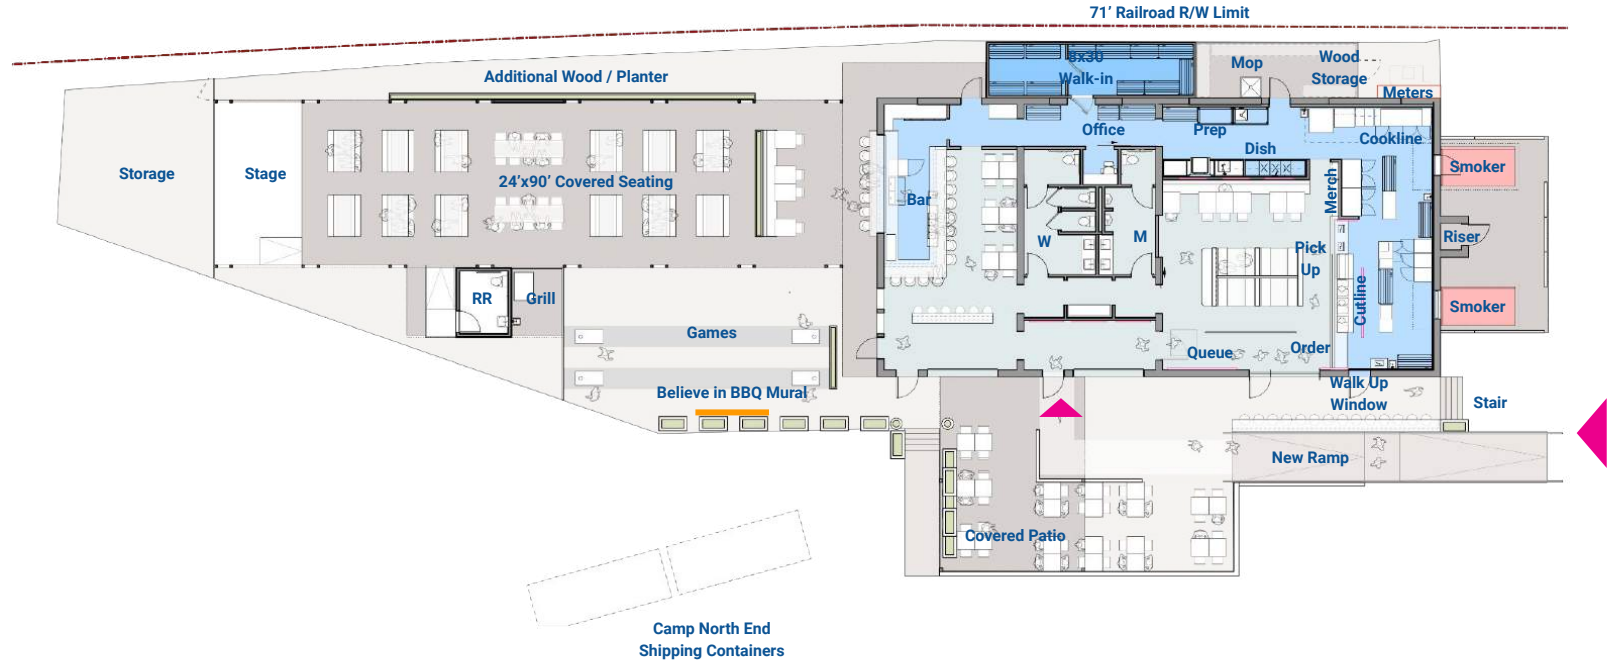 71’ Railroad R/W Limit
8x30
Walk-in
Mop
Wood
Storage
Additional Wood / Planter
Meters
Office
Prep
Cookline
Dish
Storage
Stage
24’x90’ Covered Seating
Smoker
Merch
Bar
W
M
Pick
Up
Riser
RR
Grill
Cutline
Smoker
Games
Queue
Order
Believe in BBQ Mural
Walk Up
Window
Stair
New Ramp
Covered Patio
Camp North End
Shipping Containers